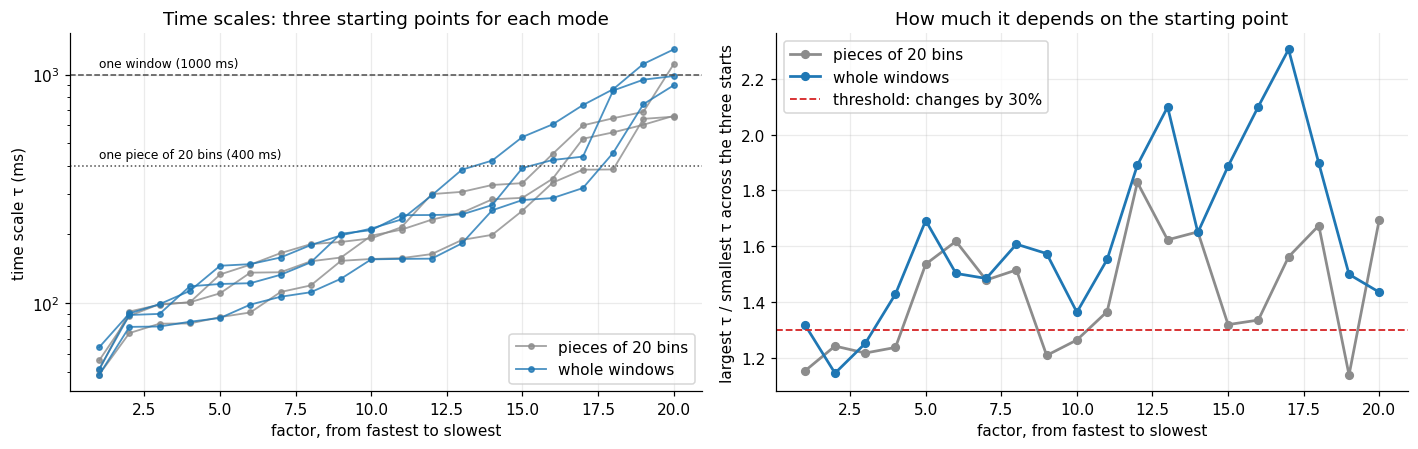 Time scales: three starting points for each mode
time scale τ (ms)
10³
10²
one window (1000 ms)
one piece of 20 bins (400 ms)
pieces of 20 bins
whole windows
2.5 5.0 7.5 10.0 12.5 15.0 17.5 20.0
factor, from fastest to slowest
How much it depends on the starting point
largest τ / smallest τ across the three starts
2.2
2.0
1.8
1.6
1.4
1.2
pieces of 20 bins
whole windows
threshold: changes by 30%
2.5 5.0 7.5 10.0 12.5 15.0 17.5 20.0
factor, from fastest to slowest